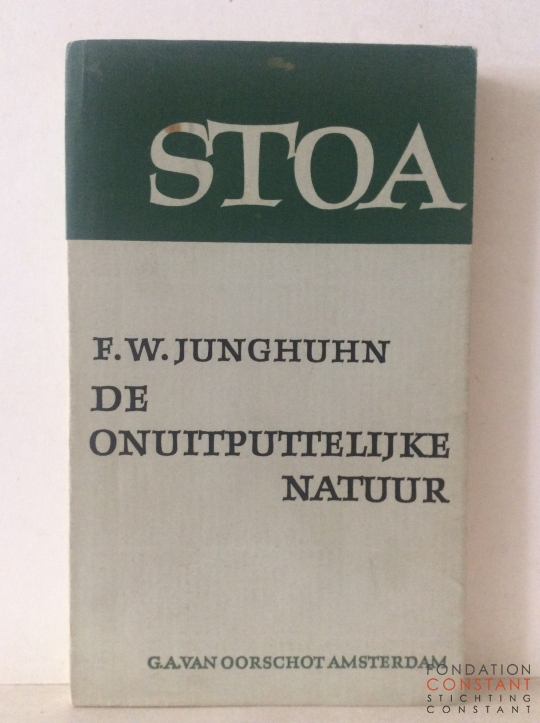 STOA
F.W. JUNGHUHN
DE
ONUITPUTTELIJKE
NATUUR
G.A. VAN OORSCHOT AMSTERDAM
FONDATION
CONSTANT
STICHTING
CONSTANT